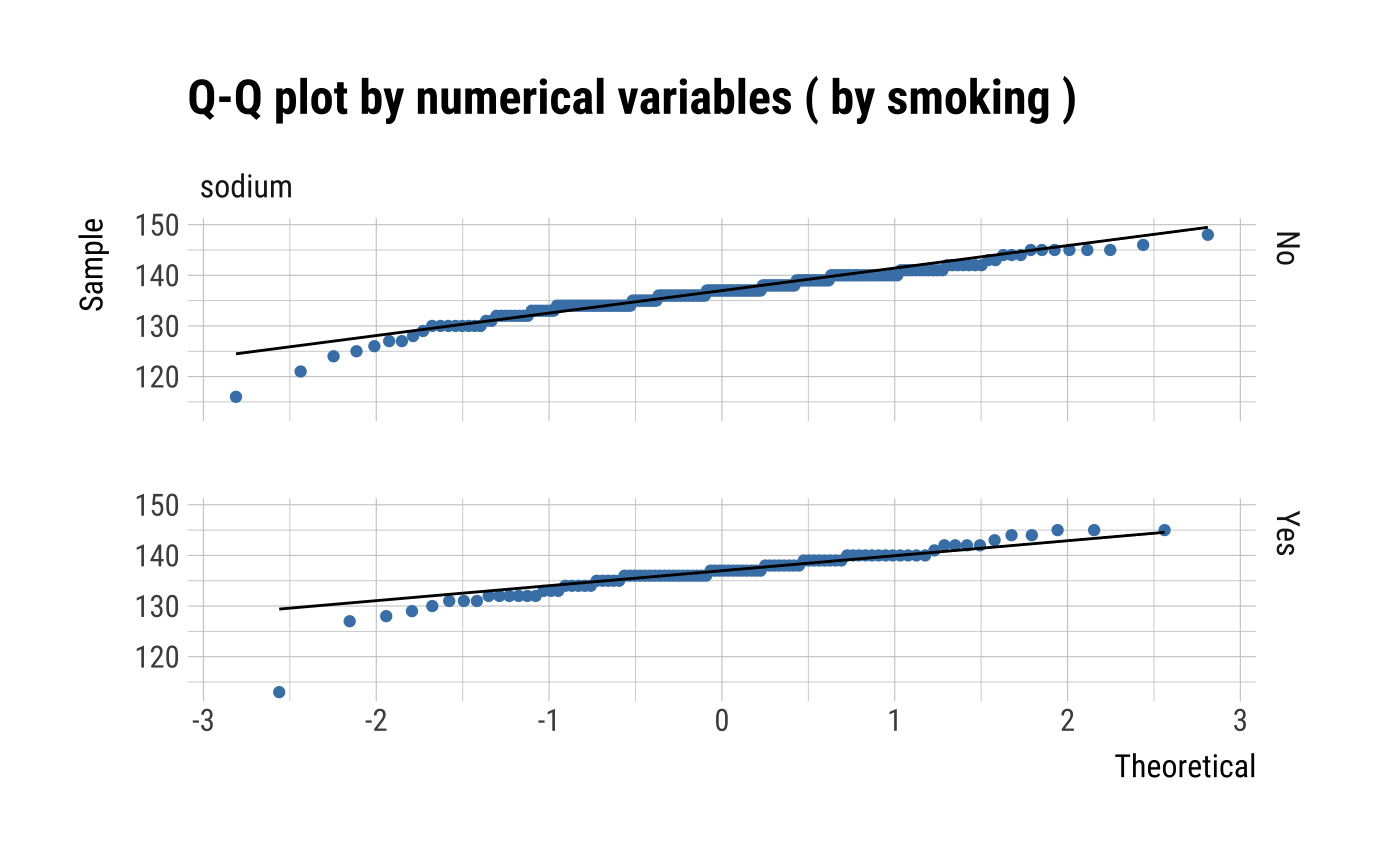 Q-Q plot by numerical variables ( by smoking )
sodium
Sample
150
140
130
120
No
150
140
130
120
Yes
-3 -2 -1 0 1 2 3
Theoretical